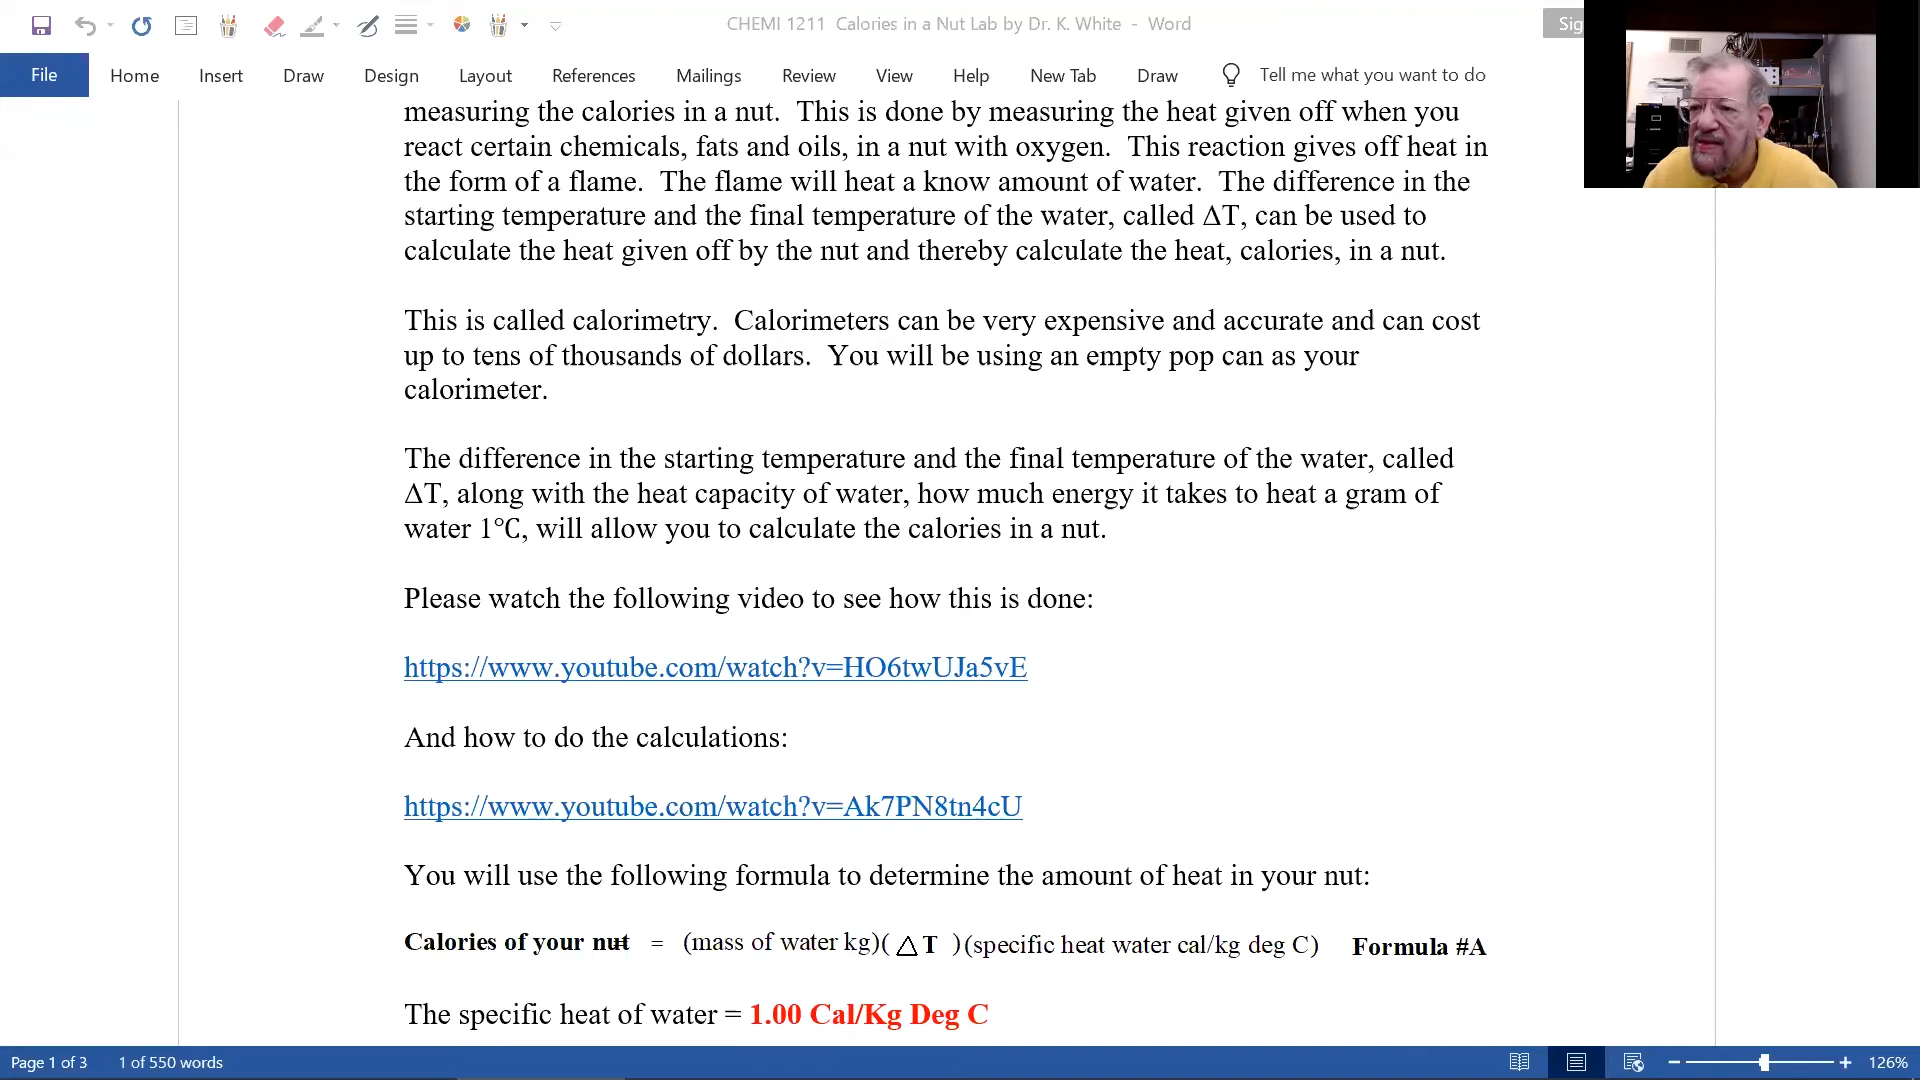 CHEMI 1211  Calories in a Nut Lab by Dr. K. White  -  Word
Sig
File Home Insert Draw Design Layout References Mailings Review View Help New Tab Draw Tell me what you want to do
measuring the calories in a nut.  This is done by measuring the heat given off when you
react certain chemicals, fats and oils, in a nut with oxygen.  This reaction gives off heat in
the form of a flame.  The flame will heat a know amount of water.  The difference in the
starting temperature and the final temperature of the water, called ΔT, can be used to
calculate the heat given off by the nut and thereby calculate the heat, calories, in a nut.
This is called calorimetry.  Calorimeters can be very expensive and accurate and can cost
up to tens of thousands of dollars.  You will be using an empty pop can as your
calorimeter.
The difference in the starting temperature and the final temperature of the water, called
ΔT, along with the heat capacity of water, how much energy it takes to heat a gram of
water 1°C, will allow you to calculate the calories in a nut.
Please watch the following video to see how this is done:
https://www.youtube.com/watch?v=HO6twUJa5vE
And how to do the calculations:
https://www.youtube.com/watch?v=Ak7PN8tn4cU
You will use the following formula to determine the amount of heat in your nut:
Calories of your nut = (mass of water kg)( △ T )(specific heat water cal/kg deg C) Formula #A
The specific heat of water = 1.00 Cal/Kg Deg C
Page 1 of 3 1 of 550 words 126%